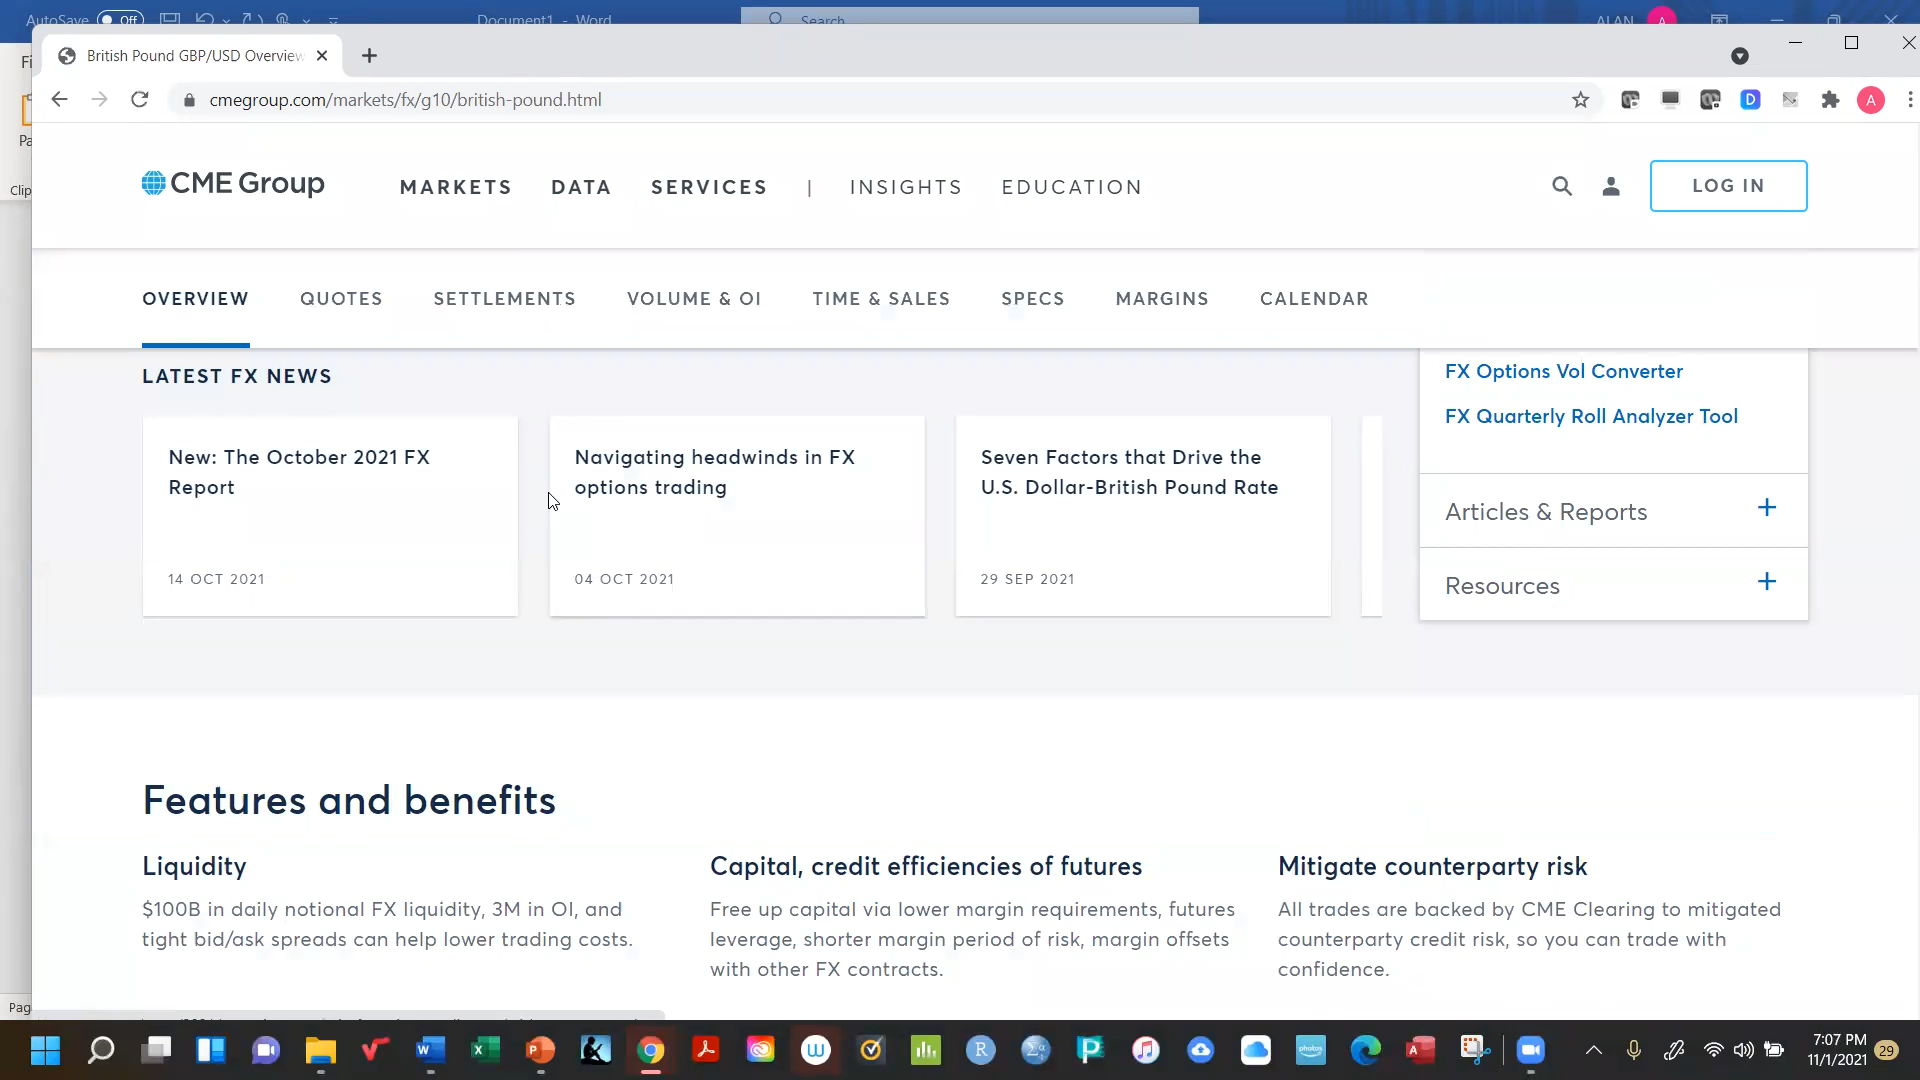 AutoSave Off Document1 - Word Search ALAN A
British Pound GBP/USD Overview
cmegroup.com/markets/fx/g10/british-pound.html
D
A
Clip
CME Group
MARKETS DATA SERVICES | INSIGHTS EDUCATION
LOG IN
OVERVIEW QUOTES SETTLEMENTS VOLUME & OI TIME & SALES SPECS MARGINS CALENDAR
LATEST FX NEWS
New: The October 2021 FX
Report
14 OCT 2021
Navigating headwinds in FX
options trading
04 OCT 2021
Seven Factors that Drive the
U.S. Dollar-British Pound Rate
29 SEP 2021
FX Options Vol Converter
FX Quarterly Roll Analyzer Tool
Articles & Reports +
Resources +
Features and benefits
Liquidity
$100B in daily notional FX liquidity, 3M in OI, and
tight bid/ask spreads can help lower trading costs.
Capital, credit efficiencies of futures
Free up capital via lower margin requirements, futures
leverage, shorter margin period of risk, margin offsets
with other FX contracts.
Mitigate counterparty risk
All trades are backed by CME Clearing to mitigated
counterparty credit risk, so you can trade with
confidence.
Pag
7:07 PM
11/1/2021
29